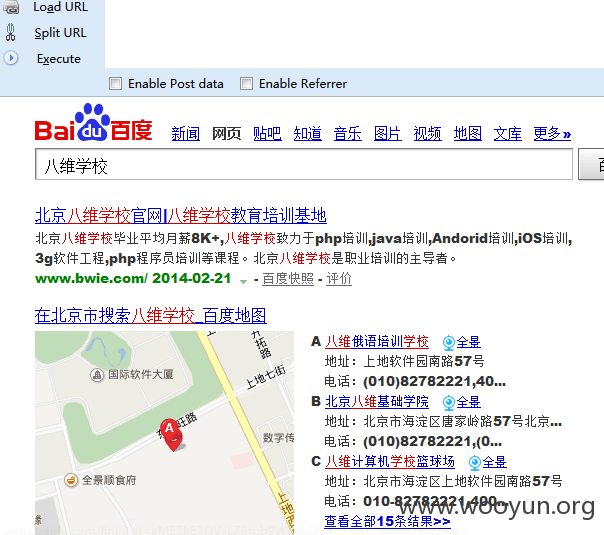 Load URL
Split URL
Execute
Enable Post data Enable Referrer
Bai du 百度 新闻 网页 贴吧 知道 音乐 图片 视频 地图 文库 更多»
八维学校 百
北京八维学校官网|八维学校教育培训基地
北京八维学校毕业平均月薪8K+,八维学校致力于php培训,java培训,Andorid培训,iOS培训,
3g软件工程,php程序员培训等课程。北京八维学校是职业培训的主导者。
www.bwie.com/ 2014-02-21 - 百度快照 - 评价
在北京市搜索八维学校_百度地图
A 八维俄语培训学校 全景
地址：上地软件园南路57号
电话：(010)82782221,40...
B 北京八维基础学院 全景
地址：北京市海淀区唐家岭路57号北京...
电话：(010)82782221,(0...
C 八维计算机学校篮球场 全景
地址：北京市海淀区上地软件园南路57号
电话：010-82782221,400...
查看全部15条结果>>
国际软件大厦
上地七街
开拓路
旺路
A
数字传
全景顺食府
www.wooyun.org